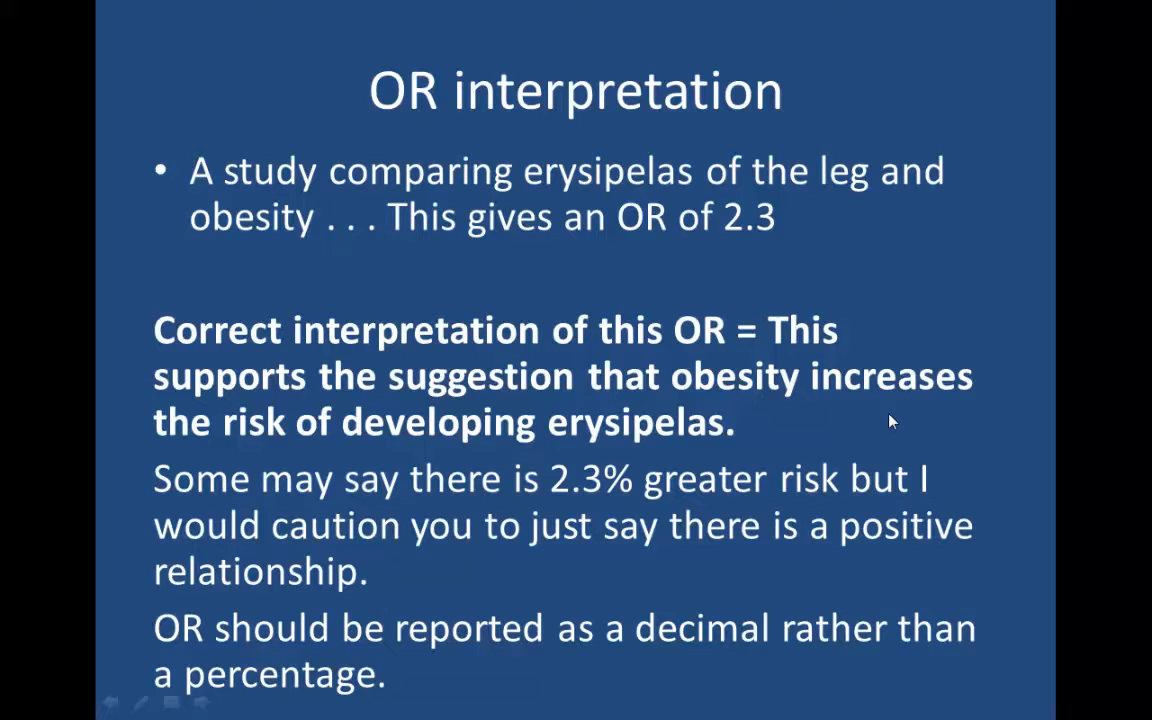 OR interpretation
• A study comparing erysipelas of the leg and
obesity . . . This gives an OR of 2.3
Correct interpretation of this OR = This
supports the suggestion that obesity increases
the risk of developing erysipelas.
Some may say there is 2.3% greater risk but I
would caution you to just say there is a positive
relationship.
OR should be reported as a decimal rather than
a percentage.